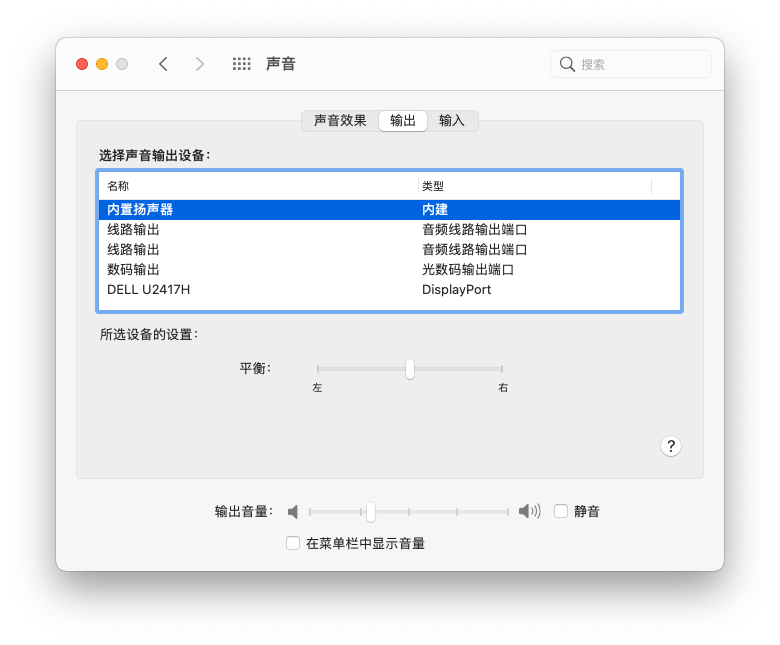 声音
搜索
声音效果 输出 输入
选择声音输出设备：
名称 类型
内置扬声器 内建
线路输出 音频线路输出端口
线路输出 音频线路输出端口
数码输出 光数码输出端口
DELL U2417H DisplayPort
所选设备的设置：
平衡：
左 右
?
输出音量： 静音
在菜单栏中显示音量